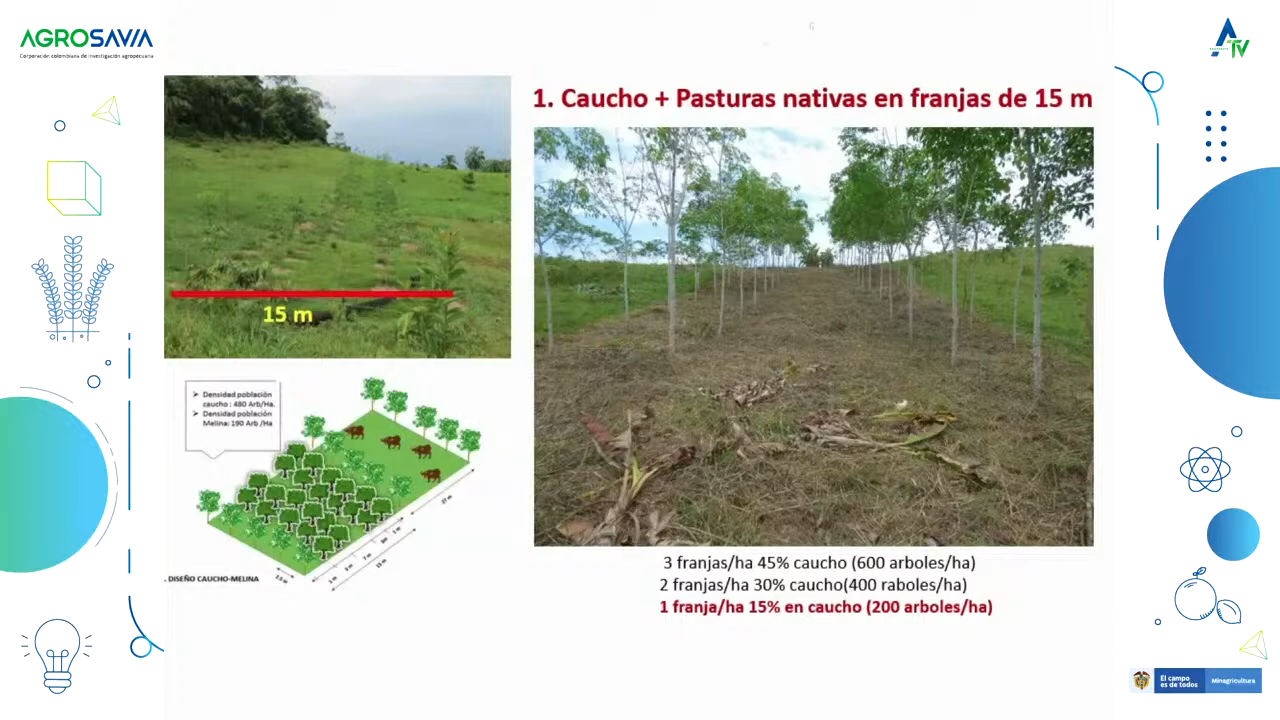 AGROSAVIA
Corporación colombiana de investigación agropecuaria
TV
1. Caucho + Pasturas nativas en franjas de 15 m
15 m
Densidad población
caucho : 480 Arb/Ha.
Densidad población
Melina: 190 Arb /Ha
27 m
15 m
. DISEÑO CAUCHO-MELINA
3 franjas/ha 45% caucho (600 arboles/ha)
2 franjas/ha 30% caucho(400 raboles/ha)
1 franja/ha 15% en caucho (200 arboles/ha)
El campo
es de todos
Minagricultura